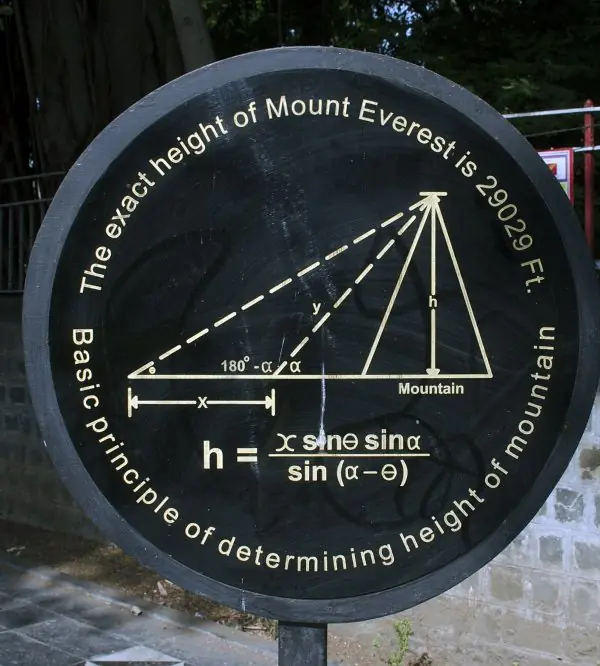 The exact height of Mount Everest is 29029 Ft.
y
h
180° - α
α
θ
Mountain
x
h = x sinθ sinα / sin (α-θ)
Basic principle of determining height of mountain